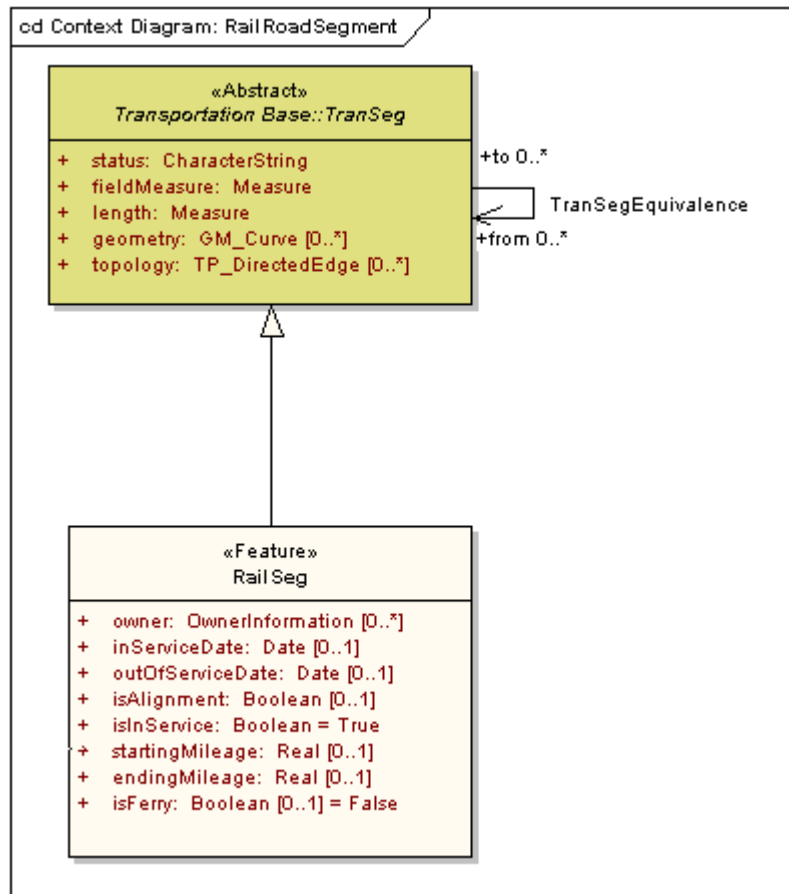 cd Context Diagram: RailRoadSegment
«Abstract»
Transportation Base::TranSeg
+ status: CharacterString
+ fieldMeasure: Measure
+ length: Measure
+ geometry: GM_Curve [0..*]
+ topology: TP_DirectedEdge [0..*]
+to 0..*
TranSegEquivalence
+from 0..*
«Feature»
RailSeg
+ owner: OwnerInformation [0..*]
+ inServiceDate: Date [0..1]
+ outOfServiceDate: Date [0..1]
+ isAlignment: Boolean [0..1]
+ isInService: Boolean = True
+ startingMileage: Real [0..1]
+ endingMileage: Real [0..1]
+ isFerry: Boolean [0..1] = False